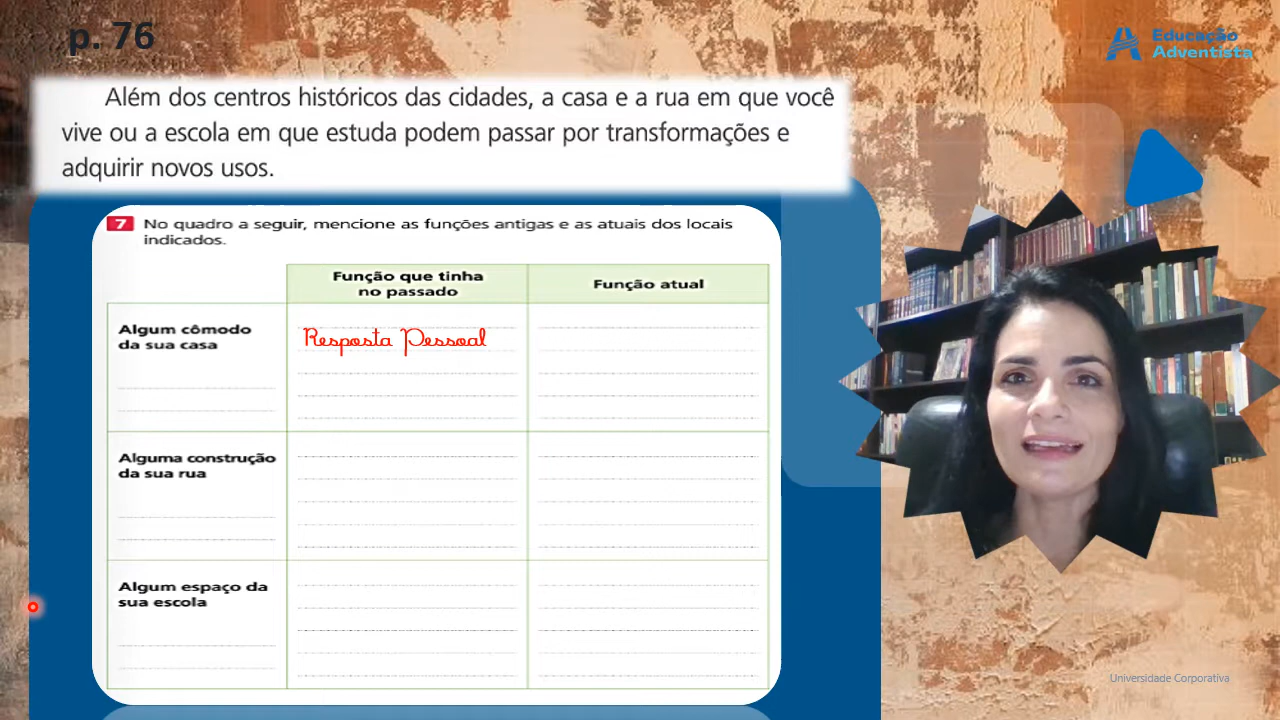 p. 76
Educação
Adventista
Além dos centros históricos das cidades, a casa e a rua em que você
vive ou a escola em que estuda podem passar por transformações e
adquirir novos usos.
7 No quadro a seguir, mencione as funções antigas e as atuais dos locais
indicados.
Função que tinha
no passado
Função atual
Algum cômodo
da sua casa
Resposta Pessoal
Alguma construção
da sua rua
Algum espaço da
sua escola
Universidade Corporativa